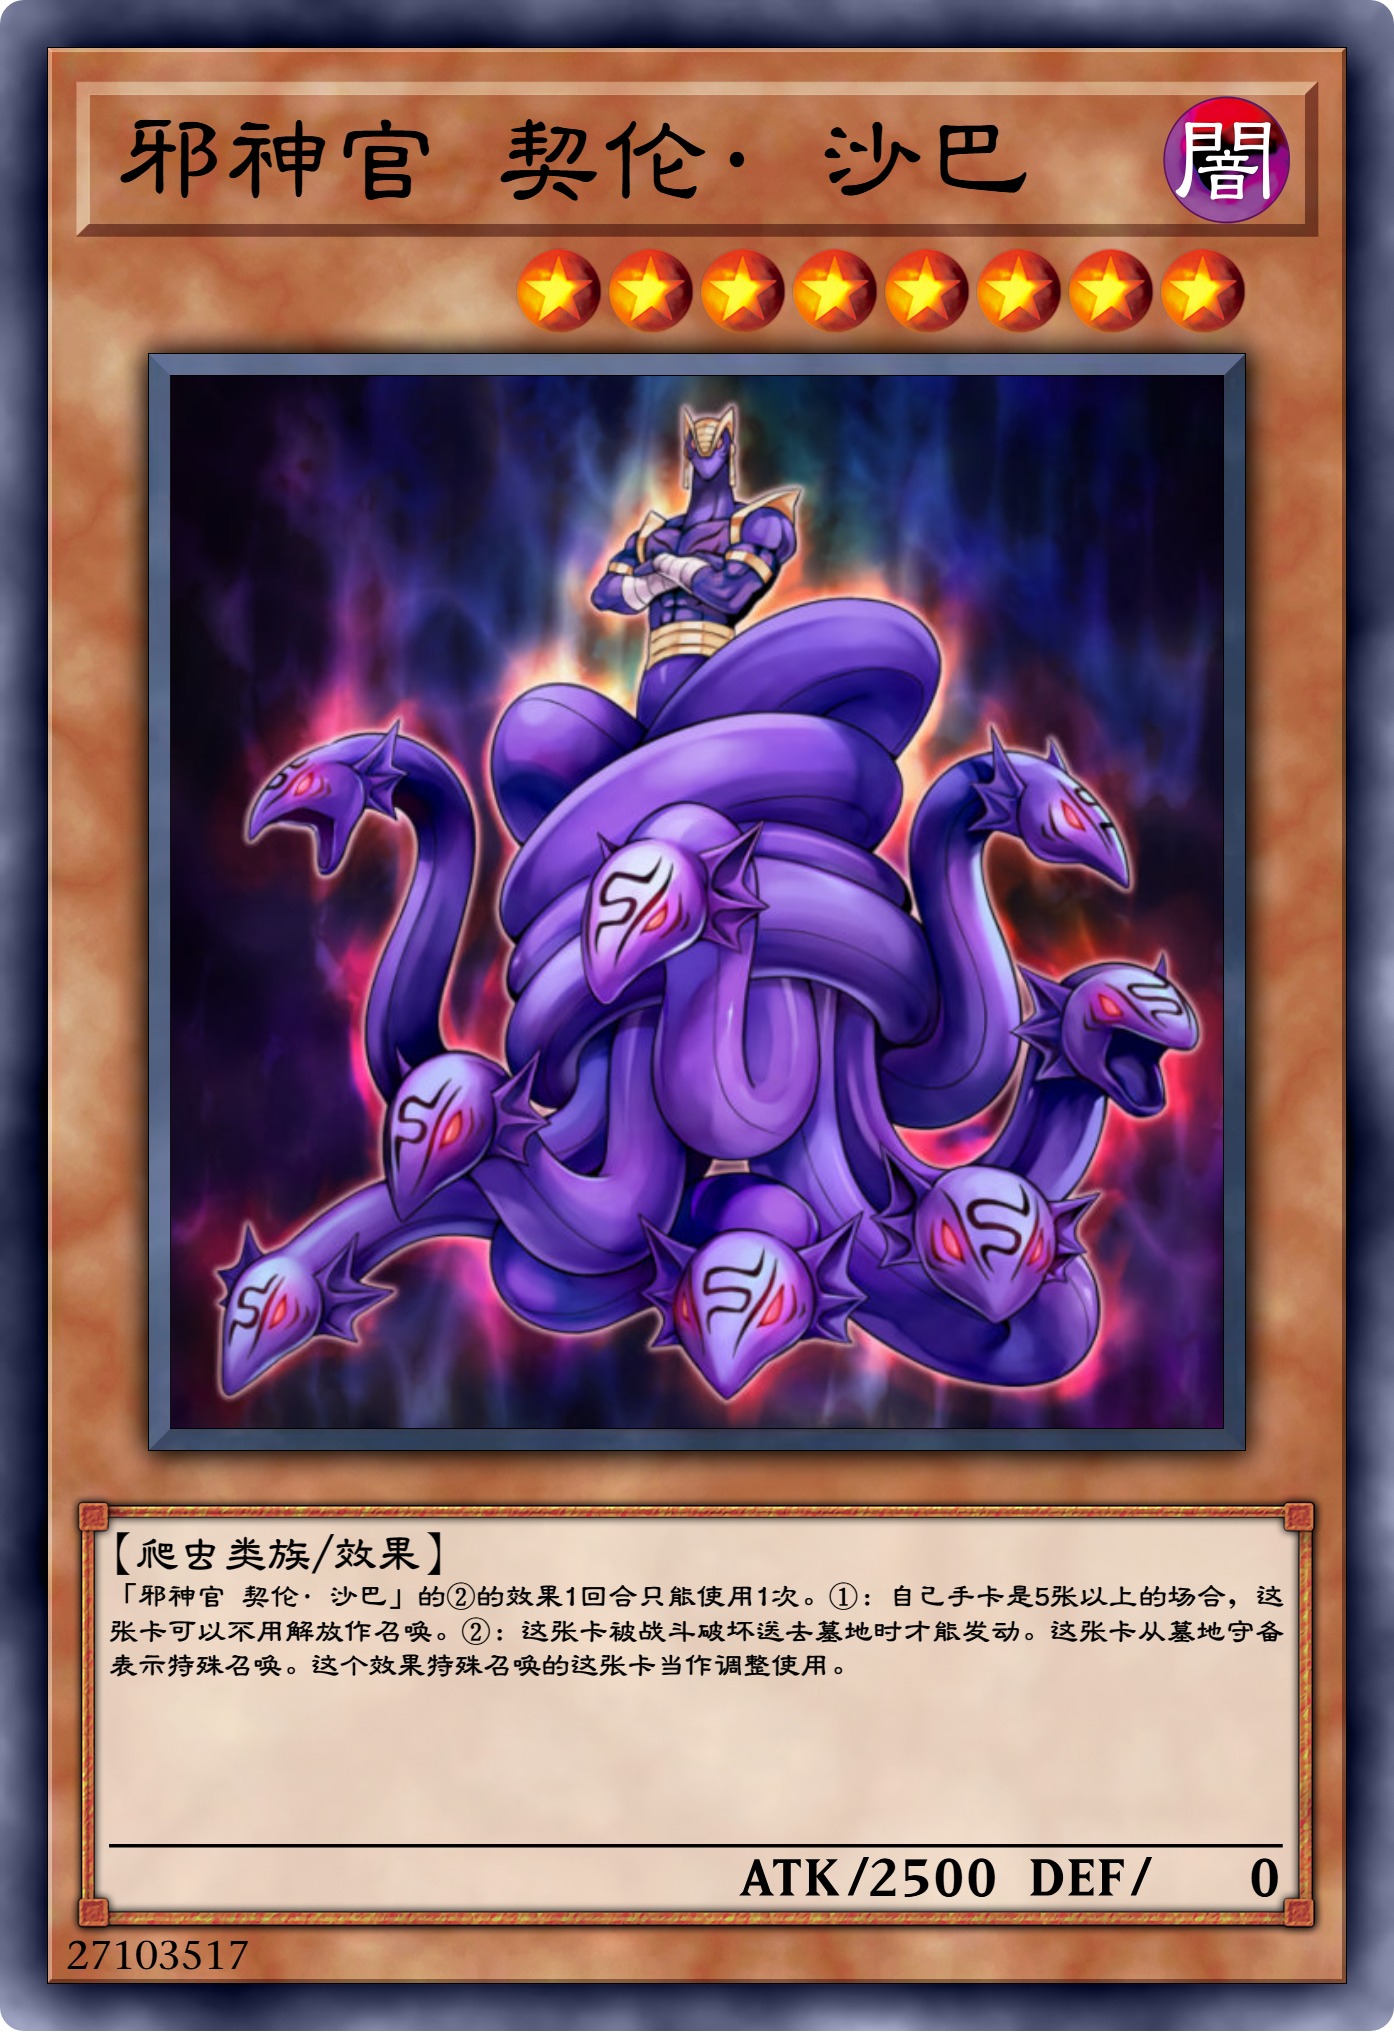 邪神官 契伦·沙巴
闇
【爬虫类族/效果】
「邪神官 契伦·沙巴」的②的效果1回合只能使用1次。①：自己手卡是5张以上的场合，这
张卡可以不用解放作召唤。②：这张卡被战斗破坏送去墓地时才能发动。这张卡从墓地守备
表示特殊召唤。这个效果特殊召唤的这张卡当作调整使用。
ATK/2500 DEF/ 0
27103517